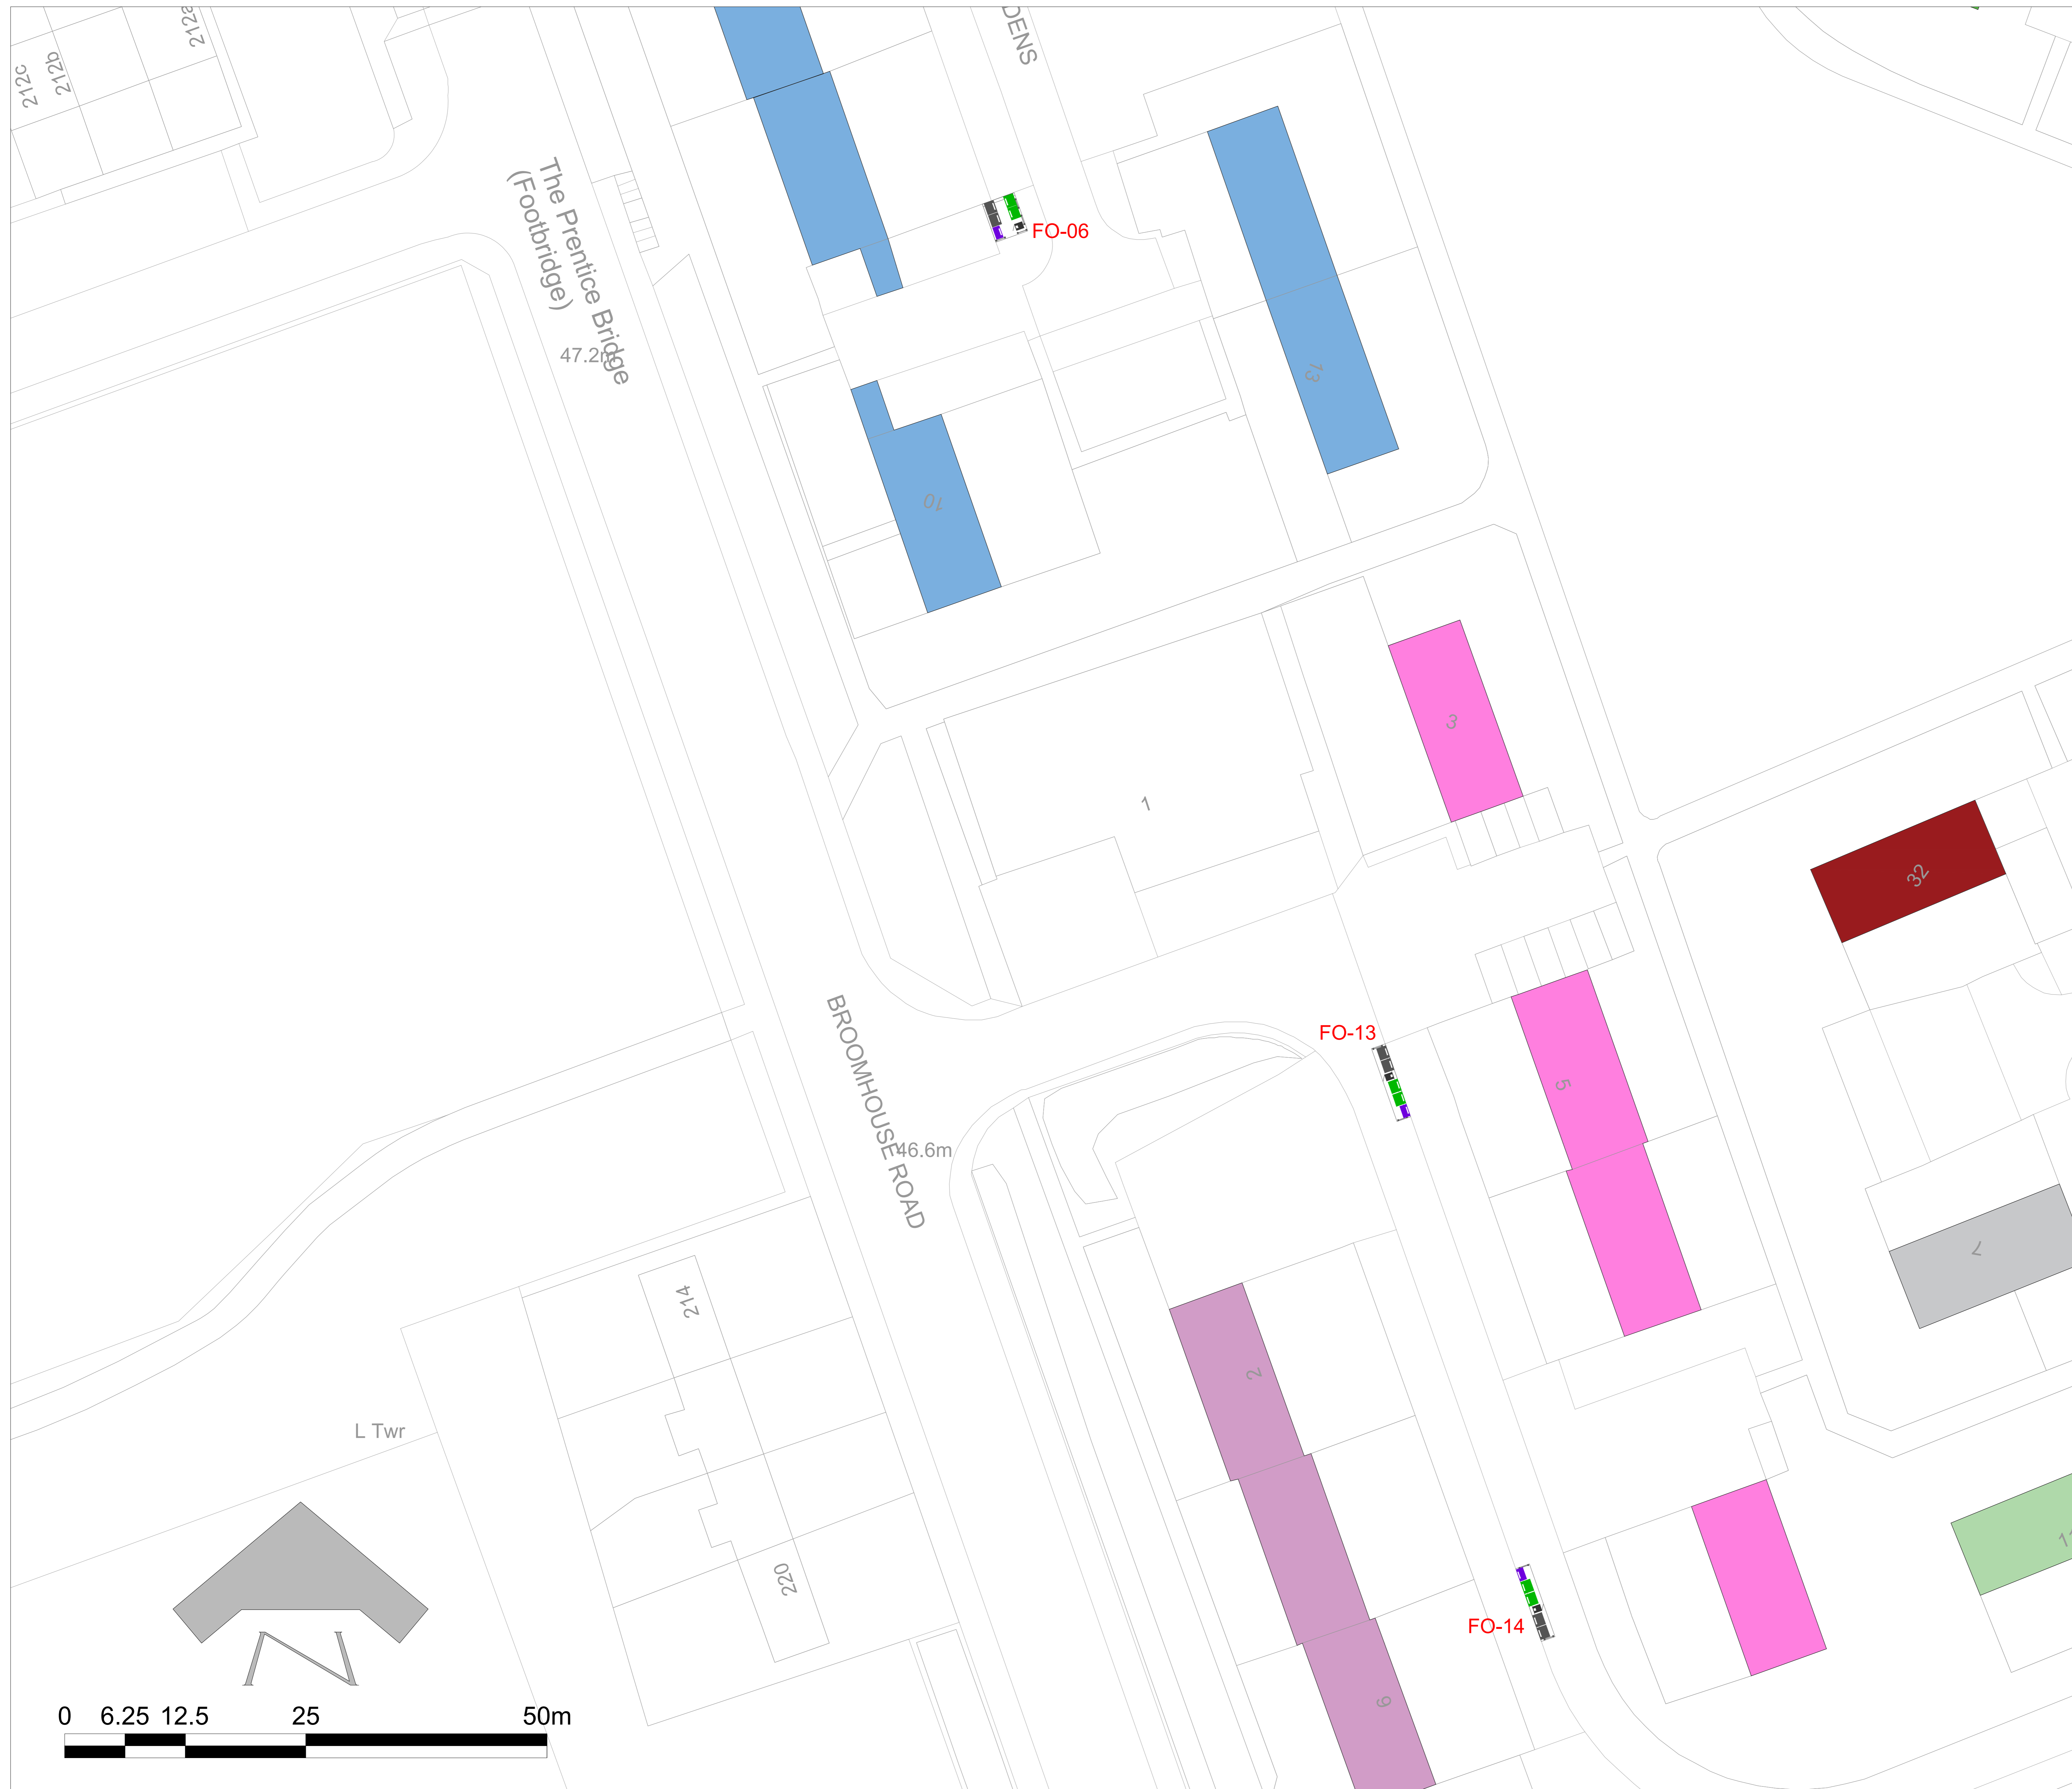 212a
212b
212c
DENS
The Prentice Bridge
(Footbridge)
FO-06
47.2m
13
10
3
1
32
FO-13
5
BROOMHOUSE ROAD
46.6m
7
214
2
L Twr
11
220
FO-14
9
N
0 6.25 12.5 25 50m